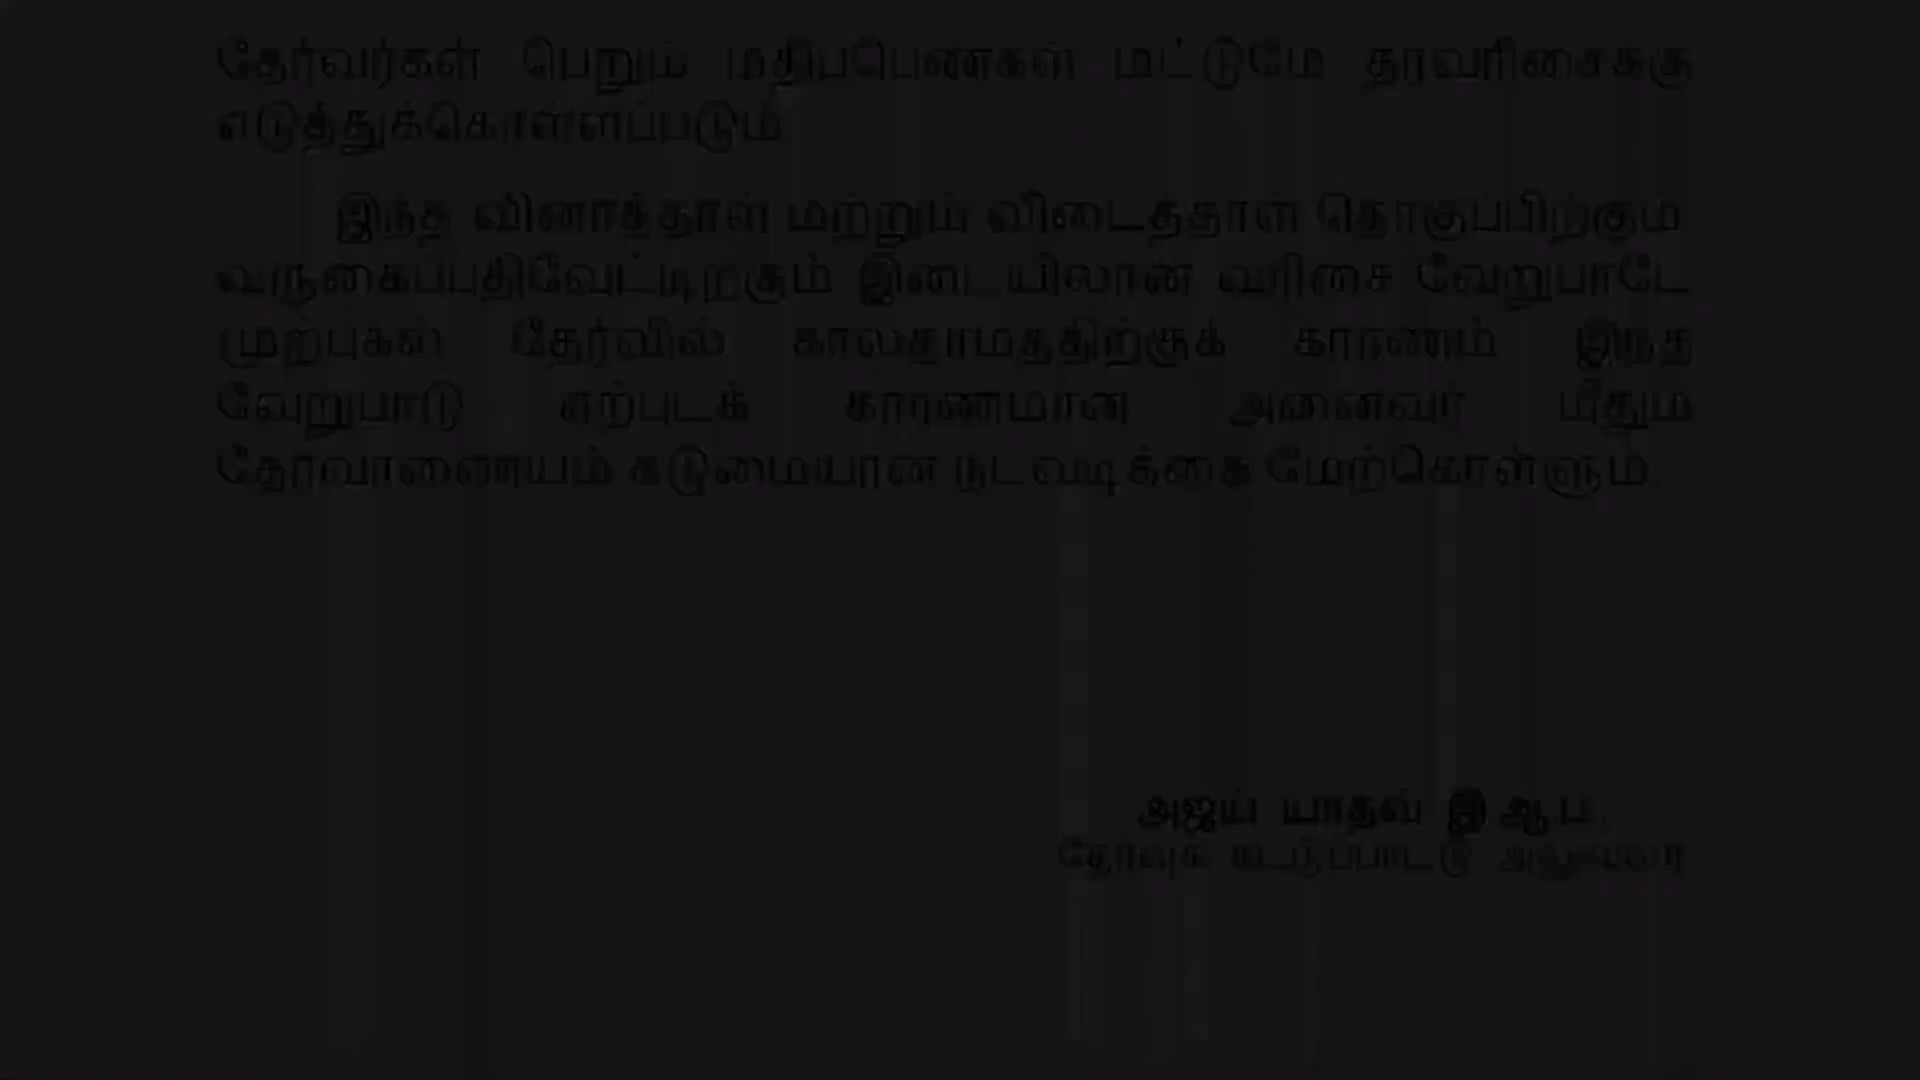 தேர்வர்கள் பெறும் மதிப்பெண்கள் மட்டுமே தரவரிசைக்கு
எடுத்துக்கொள்ளப்படும்
இந்த வினாத்தாள் மற்றும் விடைத்தாள் தொகுப்பிற்கும்
வருகைப்பதிவேட்டிற்கும் இடையிலான வரிசை வேறுபாடே
முற்பகல் தேர்வில் காலதாமதத்திற்குக் காரணம் இந்த
வேறுபாடு ஏற்படக் காரணமான அனைவர் மீதும்
தேர்வாணையம் கடுமையான நடவடிக்கை மேற்கொள்ளும்
அஜய் யாதவ் இ.ஆ.ப.,
தேர்வுக் கட்டுப்பாட்டு அலுவலர்